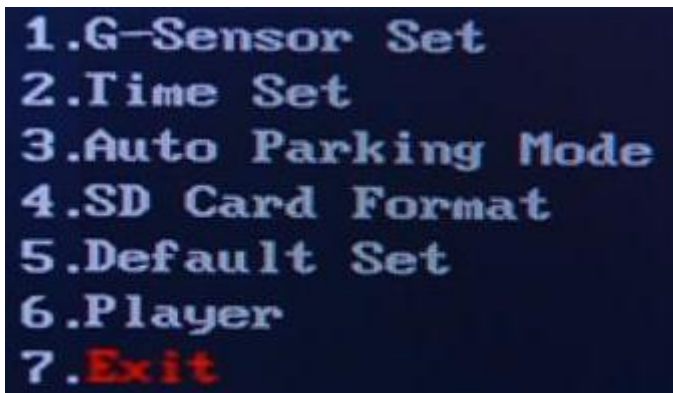 1.G-Sensor Set
2.Time Set
3.Auto Parking Mode
4.SD Card Format
5.Default Set
6.Player
7.Exit